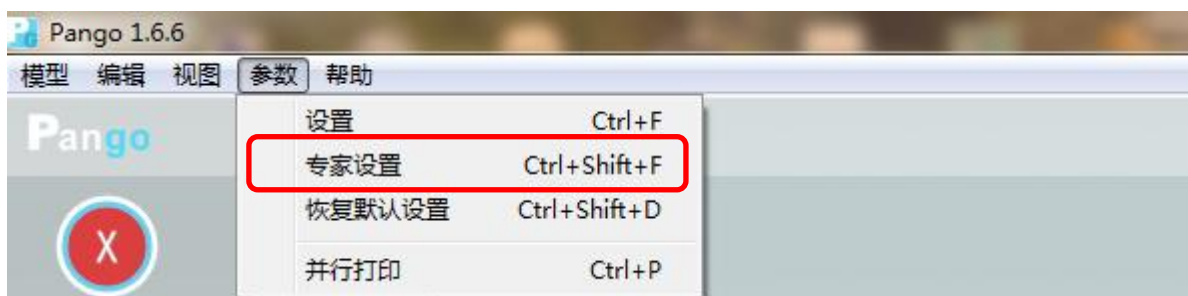 Pango 1.6.6
模型 编辑 视图 参数 帮助
Pango
设置 Ctrl+F
专家设置 Ctrl+Shift+F
恢复默认设置 Ctrl+Shift+D
X
并行打印 Ctrl+P